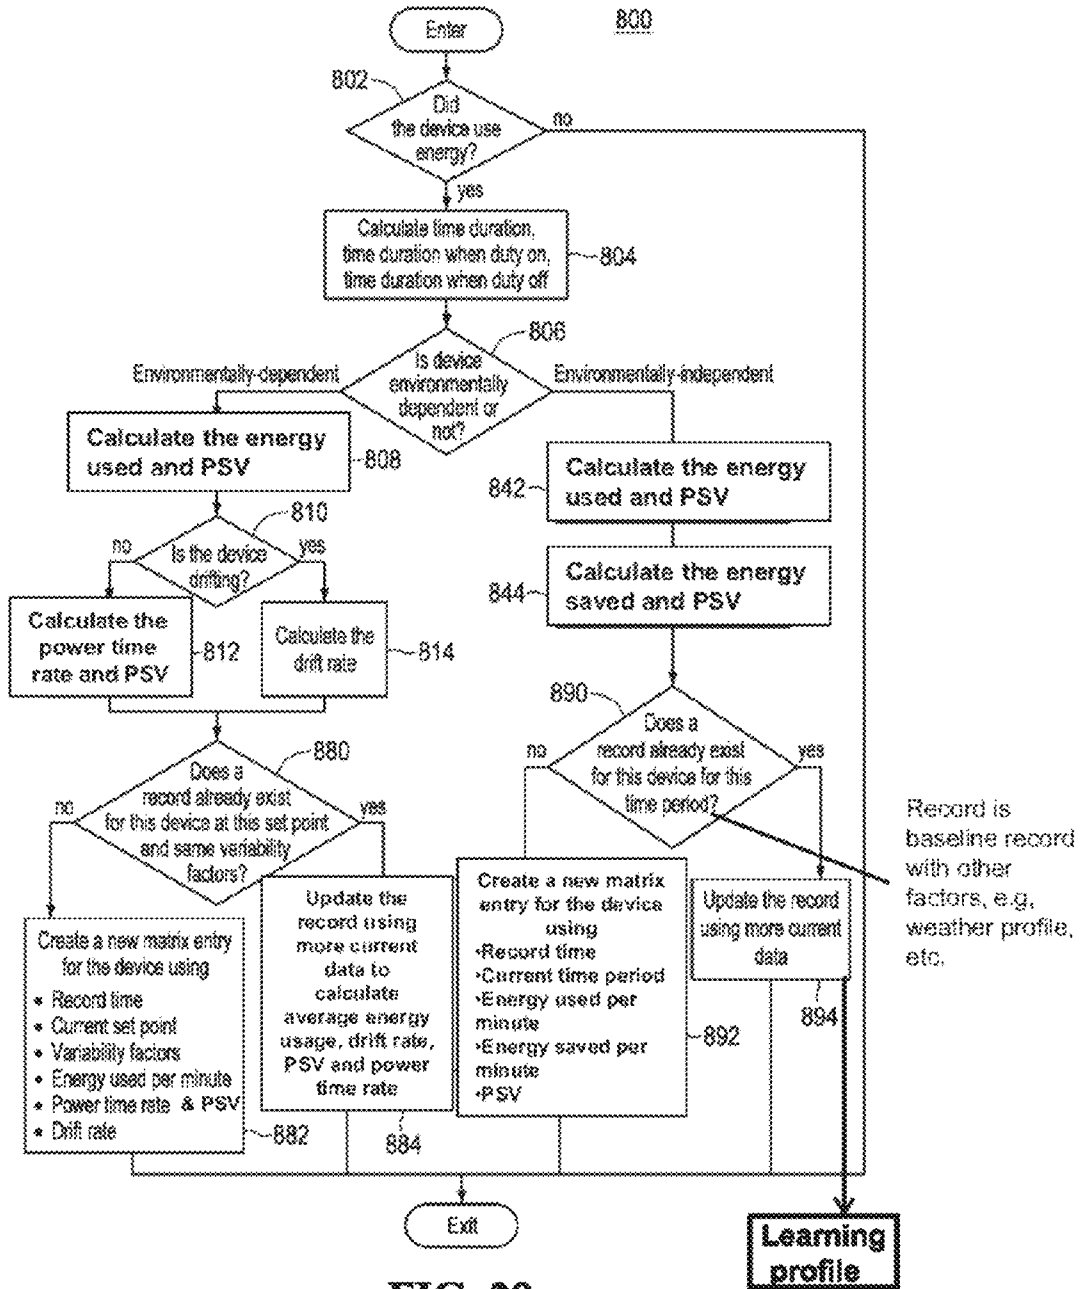 800
Enter
802
Did
the device use
energy?
no
yes
Calculate time duration,
time duration when duty on,
time duration when duty off
804
806
Is device
environmentally
dependent or
not?
Environmentally-dependent
Environmentally-independent
Calculate the energy
used and PSV
808
810
Is the device
drifting?
no
yes
Calculate the
power time
rate and PSV
812
Calculate the
drift rate
814
842
Calculate the energy
used and PSV
844
Calculate the energy
saved and PSV
880
Does a
record already exist
for this device at this set point
and same variability
factors?
no
yes
Create a new matrix entry
for the device using
• Record time
• Current set point
• Variability factors
• Energy used per minute
• Power time rate & PSV
• Drift rate
882
Update the
record using
more current
data to
calculate
average energy
usage, drift rate,
PSV and power
time rate
884
890
Does a
record already exist
for this device for this
time period?
no
yes
Create a new matrix
entry for the device
using
•Record time
•Current time period
•Energy used per
minute
•Energy saved per
minute
•PSV
892
Update the record
using more current
data
894
Record is
baseline record
with other
factors, e.g,
weather profile,
etc.
Exit
Learning
profile
FIG.